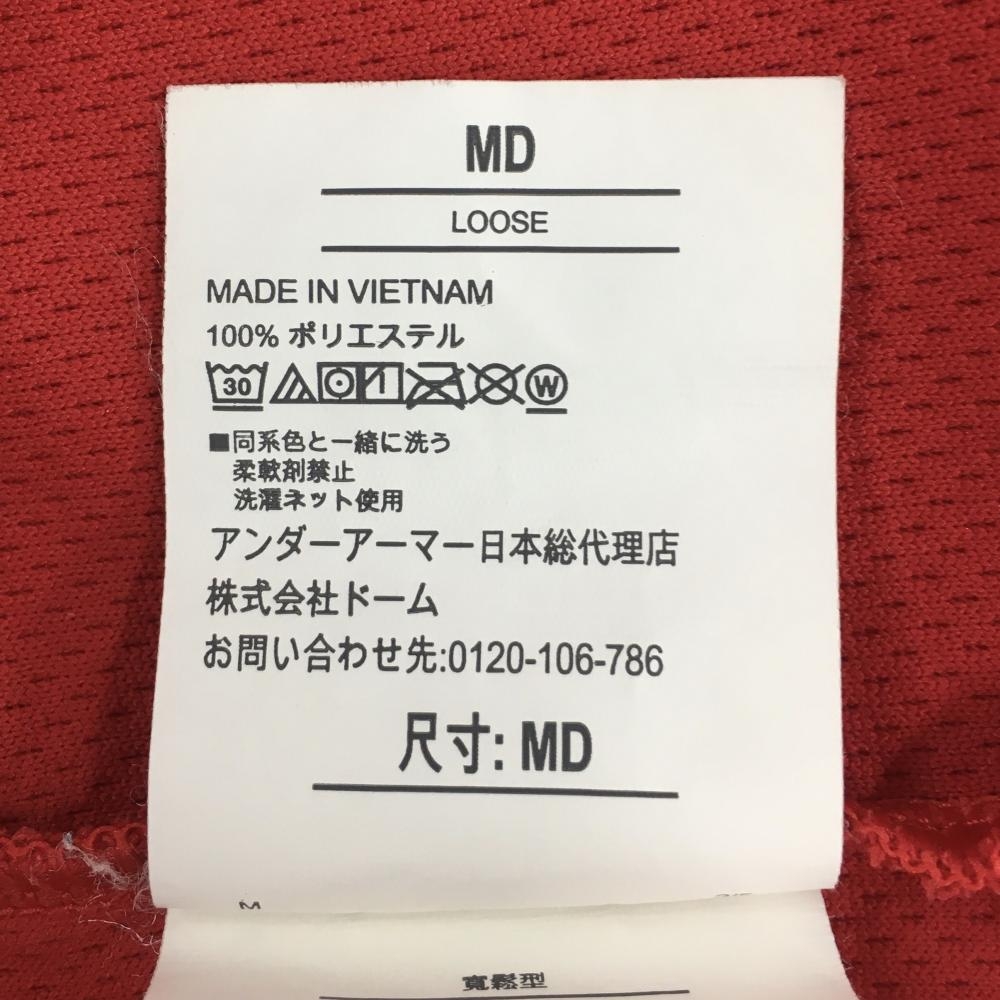 MD
LOOSE
MADE IN VIETNAM
100% ポリエステル
30 W
■同系色と一緒に洗う
柔軟剤禁止
洗濯ネット使用
アンダーアーマー日本総代理店
株式会社ドーム
お問い合わせ先:0120-106-786
尺寸: MD
寬鬆型